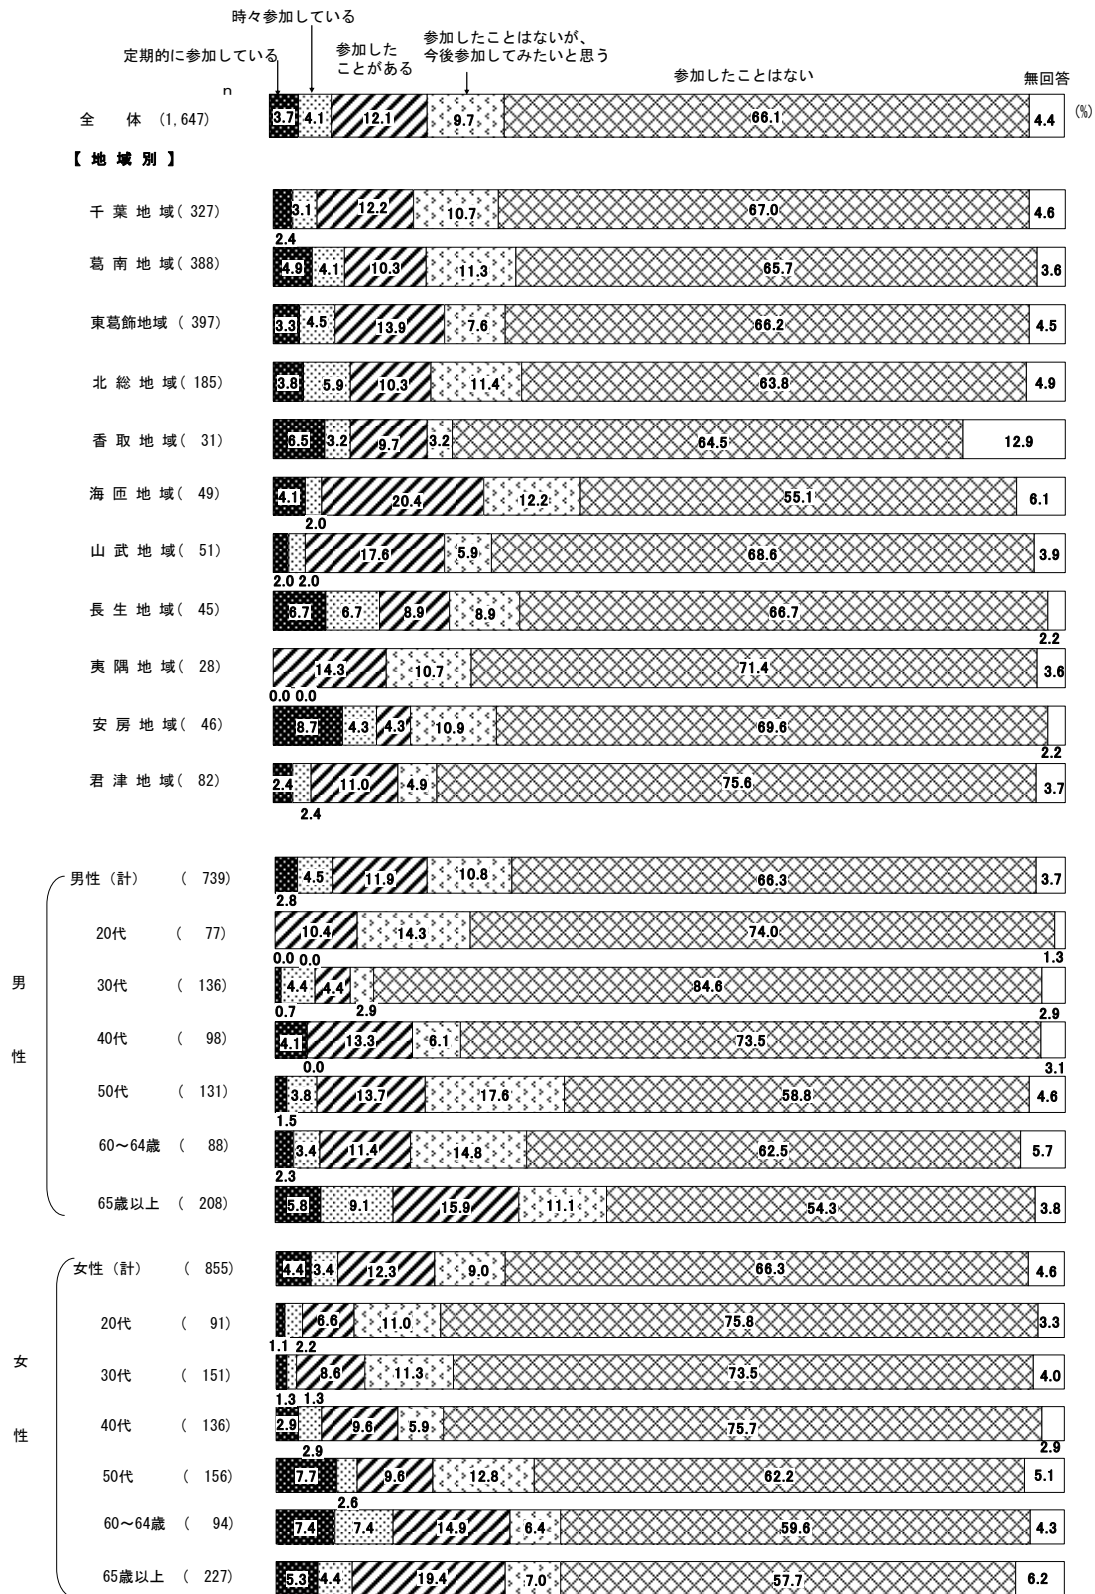 時々参加している
定期的に参加している
参加した
ことがある
参加したことはないが、
今後参加してみたいと思う
参加したことはない
無回答
n
(%)
全 体 (1,647) 3.7 4.1 12.1 9.7 66.1 4.4
【 地 域 別 】
千 葉 地 域( 327) 3.1 12.2 10.7 67.0 4.6
2.4
葛 南 地 域( 388) 4.9 4.1 10.3 11.3 65.7 3.6
東葛飾地域 ( 397) 3.3 4.5 13.9 7.6 66.2 4.5
北 総 地 域( 185) 3.8 5.9 10.3 11.4 63.8 4.9
香 取 地 域( 31) 6.5 3.2 9.7 3.2 64.5 12.9
海 匝 地 域( 49) 4.1 20.4 12.2 55.1 6.1
2.0
山 武 地 域( 51) 17.6 5.9 68.6 3.9
2.0 2.0
長 生 地 域( 45) 6.7 6.7 8.9 8.9 66.7
2.2
夷 隅 地 域( 28) 14.3 10.7 71.4 3.6
0.0 0.0
安 房 地 域( 46) 8.7 4.3 4.3 10.9 69.6
2.2
君 津 地 域( 82) 2.4 11.0 4.9 75.6 3.7
2.4
男性（計） ( 739) 4.5 11.9 10.8 66.3 3.7
2.8
20代 ( 77) 10.4 14.3 74.0
0.0 0.0 1.3
男
30代 ( 136) 4.4 4.4 84.6
0.7 2.9 2.9
40代 ( 98) 4.1 13.3 6.1 73.5
性
0.0 3.1
50代 ( 131) 3.8 13.7 17.6 58.8 4.6
1.5
60～64歳 ( 88) 3.4 11.4 14.8 62.5 5.7
2.3
65歳以上 ( 208) 5.8 9.1 15.9 11.1 54.3 3.8
女性（計） ( 855) 4.4 3.4 12.3 9.0 66.3 4.6
20代 ( 91) 6.6 11.0 75.8 3.3
1.1 2.2
女
30代 ( 151) 8.6 11.3 73.5 4.0
1.3 1.3
40代 ( 136) 2.9 9.6 5.9 75.7
性
2.9 2.9
50代 ( 156) 7.7 9.6 12.8 62.2 5.1
2.6
60～64歳 ( 94) 7.4 7.4 14.9 6.4 59.6 4.3
65歳以上 ( 227) 5.3 4.4 19.4 7.0 57.7 6.2